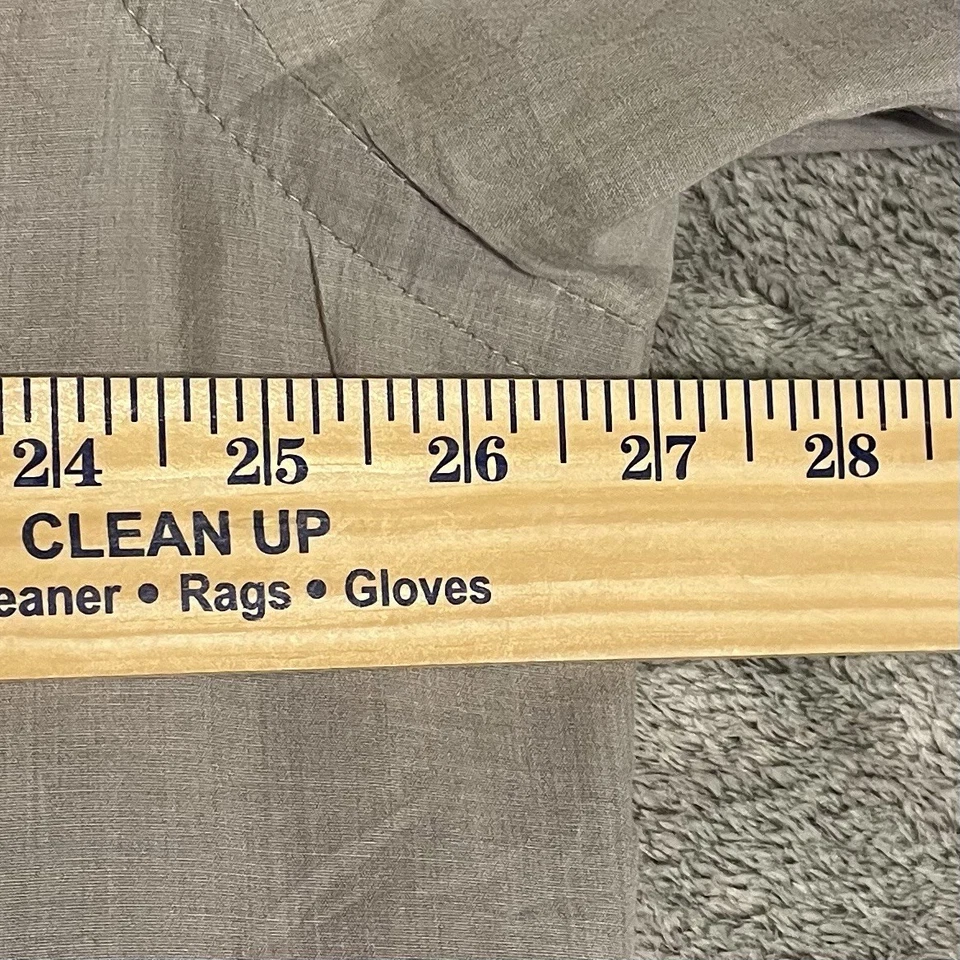 24 25 26 27 28
CLEAN UP
eaner • Rags • Gloves